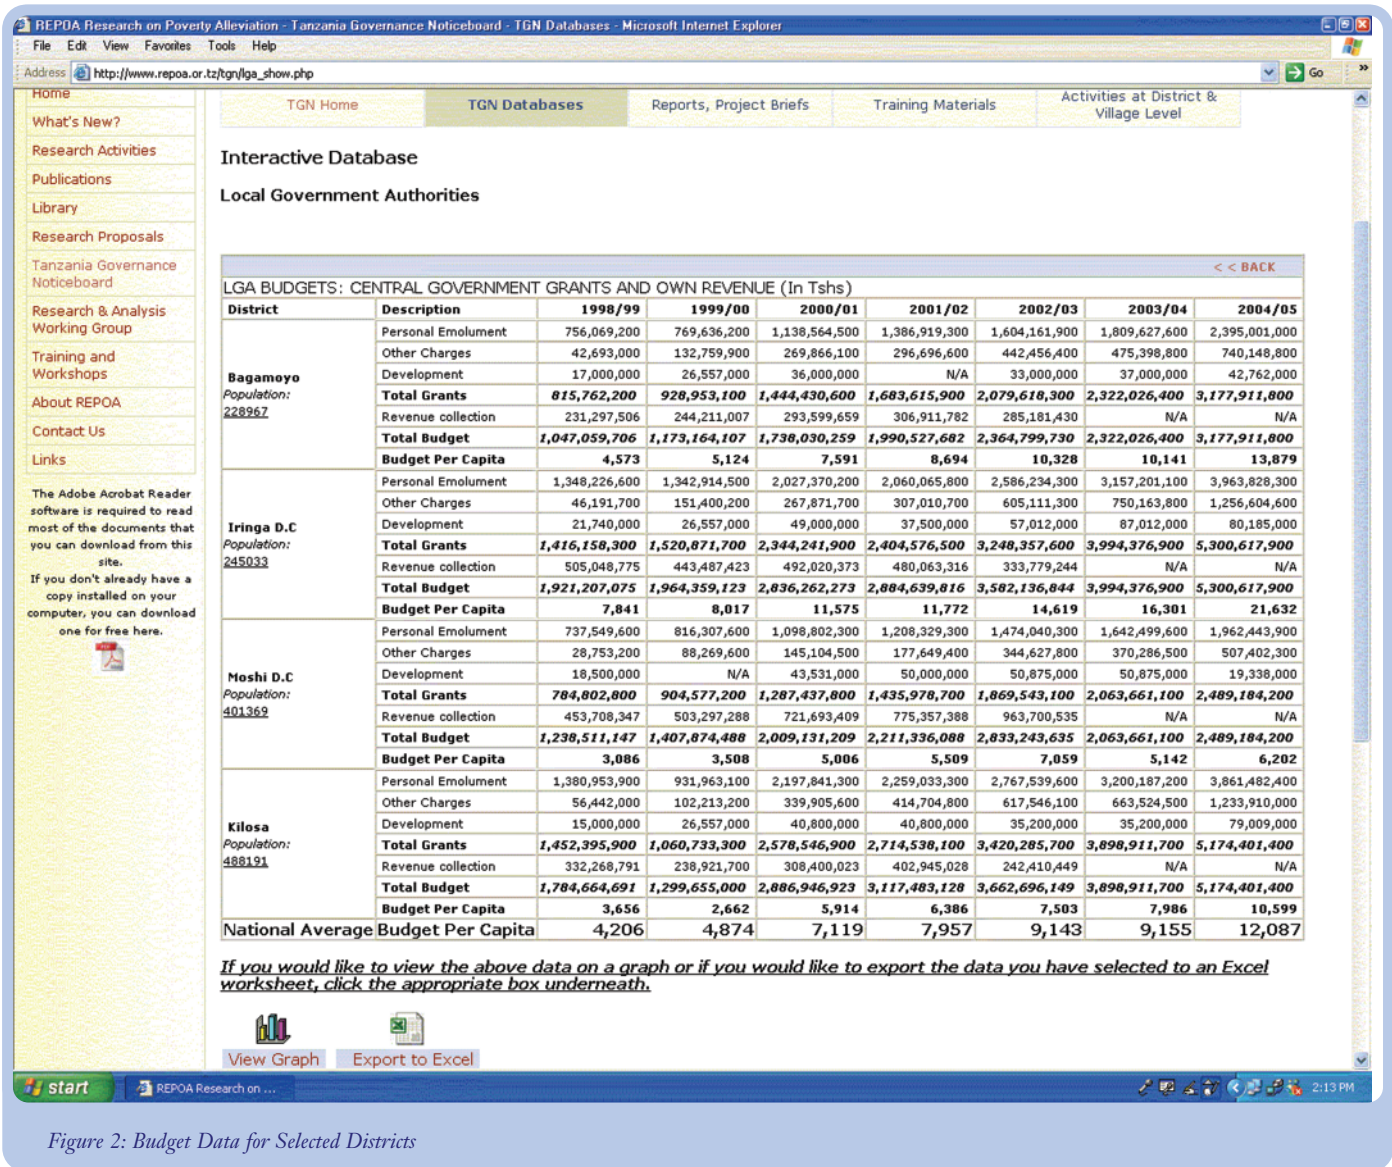 REPOA Research on Poverty Alleviation - Tanzania Governance Noticeboard - TGN Databases - Microsoft Internet Explorer
File Edit View Favorites Tools Help
Address http://www.repoa.or.tz/tgn/lga_show.php Go »
Home
What's New?
Research Activities
Publications
Library
Research Proposals
Tanzania Governance
Noticeboard
Research & Analysis
Working Group
Training and
Workshops
About REPOA
Contact Us
Links
The Adobe Acrobat Reader
software is required to read
most of the documents that
you can download from this
site.
If you don't already have a
copy installed on your
computer, you can download
one for free here.
TGN Home TGN Databases Reports, Project Briefs Training Materials Activities at District &
Village Level
Interactive Database
Local Government Authorities
< < BACK
LGA BUDGETS: CENTRAL GOVERNMENT GRANTS AND OWN REVENUE (In Tshs)
District Description 1998/99 1999/00 2000/01 2001/02 2002/03 2003/04 2004/05
Bagamoyo
Population:
228967
Personal Emolument 756,069,200 769,636,200 1,138,564,500 1,386,919,300 1,604,161,900 1,809,627,600 2,395,001,000
Other Charges 42,693,000 132,759,900 269,866,100 296,696,600 442,456,400 475,398,800 740,148,800
Development 17,000,000 26,557,000 36,000,000 N/A 33,000,000 37,000,000 42,762,000
Total Grants 815,762,200 928,953,100 1,444,430,600 1,683,615,900 2,079,618,300 2,322,026,400 3,177,911,800
Revenue collection 231,297,506 244,211,007 293,599,659 306,911,782 285,181,430 N/A N/A
Total Budget 1,047,059,706 1,173,164,107 1,738,030,259 1,990,527,682 2,364,799,730 2,322,026,400 3,177,911,800
Budget Per Capita 4,573 5,124 7,591 8,694 10,328 10,141 13,879
Iringa D.C
Population:
245033
Personal Emolument 1,348,226,600 1,342,914,500 2,027,370,200 2,060,065,800 2,586,234,300 3,157,201,100 3,963,828,300
Other Charges 46,191,700 151,400,200 267,871,700 307,010,700 605,111,300 750,163,800 1,256,604,600
Development 21,740,000 26,557,000 49,000,000 37,500,000 57,012,000 87,012,000 80,185,000
Total Grants 1,416,158,300 1,520,871,700 2,344,241,900 2,404,576,500 3,248,357,600 3,994,376,900 5,300,617,900
Revenue collection 505,048,775 443,487,423 492,020,373 480,063,316 333,779,244 N/A N/A
Total Budget 1,921,207,075 1,964,359,123 2,836,262,273 2,884,639,816 3,582,136,844 3,994,376,900 5,300,617,900
Budget Per Capita 7,841 8,017 11,575 11,772 14,619 16,301 21,632
Moshi D.C
Population:
401369
Personal Emolument 737,549,600 816,307,600 1,098,802,300 1,208,329,300 1,474,040,300 1,642,499,600 1,962,443,900
Other Charges 28,753,200 88,269,600 145,104,500 177,649,400 344,627,800 370,286,500 507,402,300
Development 18,500,000 N/A 43,531,000 50,000,000 50,875,000 50,875,000 19,338,000
Total Grants 784,802,800 904,577,200 1,287,437,800 1,435,978,700 1,869,543,100 2,063,661,100 2,489,184,200
Revenue collection 453,708,347 503,297,288 721,693,409 775,357,388 963,700,535 N/A N/A
Total Budget 1,238,511,147 1,407,874,488 2,009,131,209 2,211,336,088 2,833,243,635 2,063,661,100 2,489,184,200
Budget Per Capita 3,086 3,508 5,006 5,509 7,059 5,142 6,202
Kilosa
Population:
488191
Personal Emolument 1,380,953,900 931,963,100 2,197,841,300 2,259,033,300 2,767,539,600 3,200,187,200 3,861,482,400
Other Charges 56,442,000 102,213,200 339,905,600 414,704,800 617,546,100 663,524,500 1,233,910,000
Development 15,000,000 26,557,000 40,800,000 40,800,000 35,200,000 35,200,000 79,009,000
Total Grants 1,452,395,900 1,060,733,300 2,578,546,900 2,714,538,100 3,420,285,700 3,898,911,700 5,174,401,400
Revenue collection 332,268,791 238,921,700 308,400,023 402,945,028 242,410,449 N/A N/A
Total Budget 1,784,664,691 1,299,655,000 2,886,946,923 3,117,483,128 3,662,696,149 3,898,911,700 5,174,401,400
Budget Per Capita 3,656 2,662 5,914 6,386 7,503 7,986 10,599
National Average Budget Per Capita 4,206 4,874 7,119 7,957 9,143 9,155 12,087
If you would like to view the above data on a graph or if you would like to export the data you have selected to an Excel
worksheet, click the appropriate box underneath.
View Graph Export to Excel
start REPOA Research on ... 2:13 PM
Figure 2: Budget Data for Selected Districts